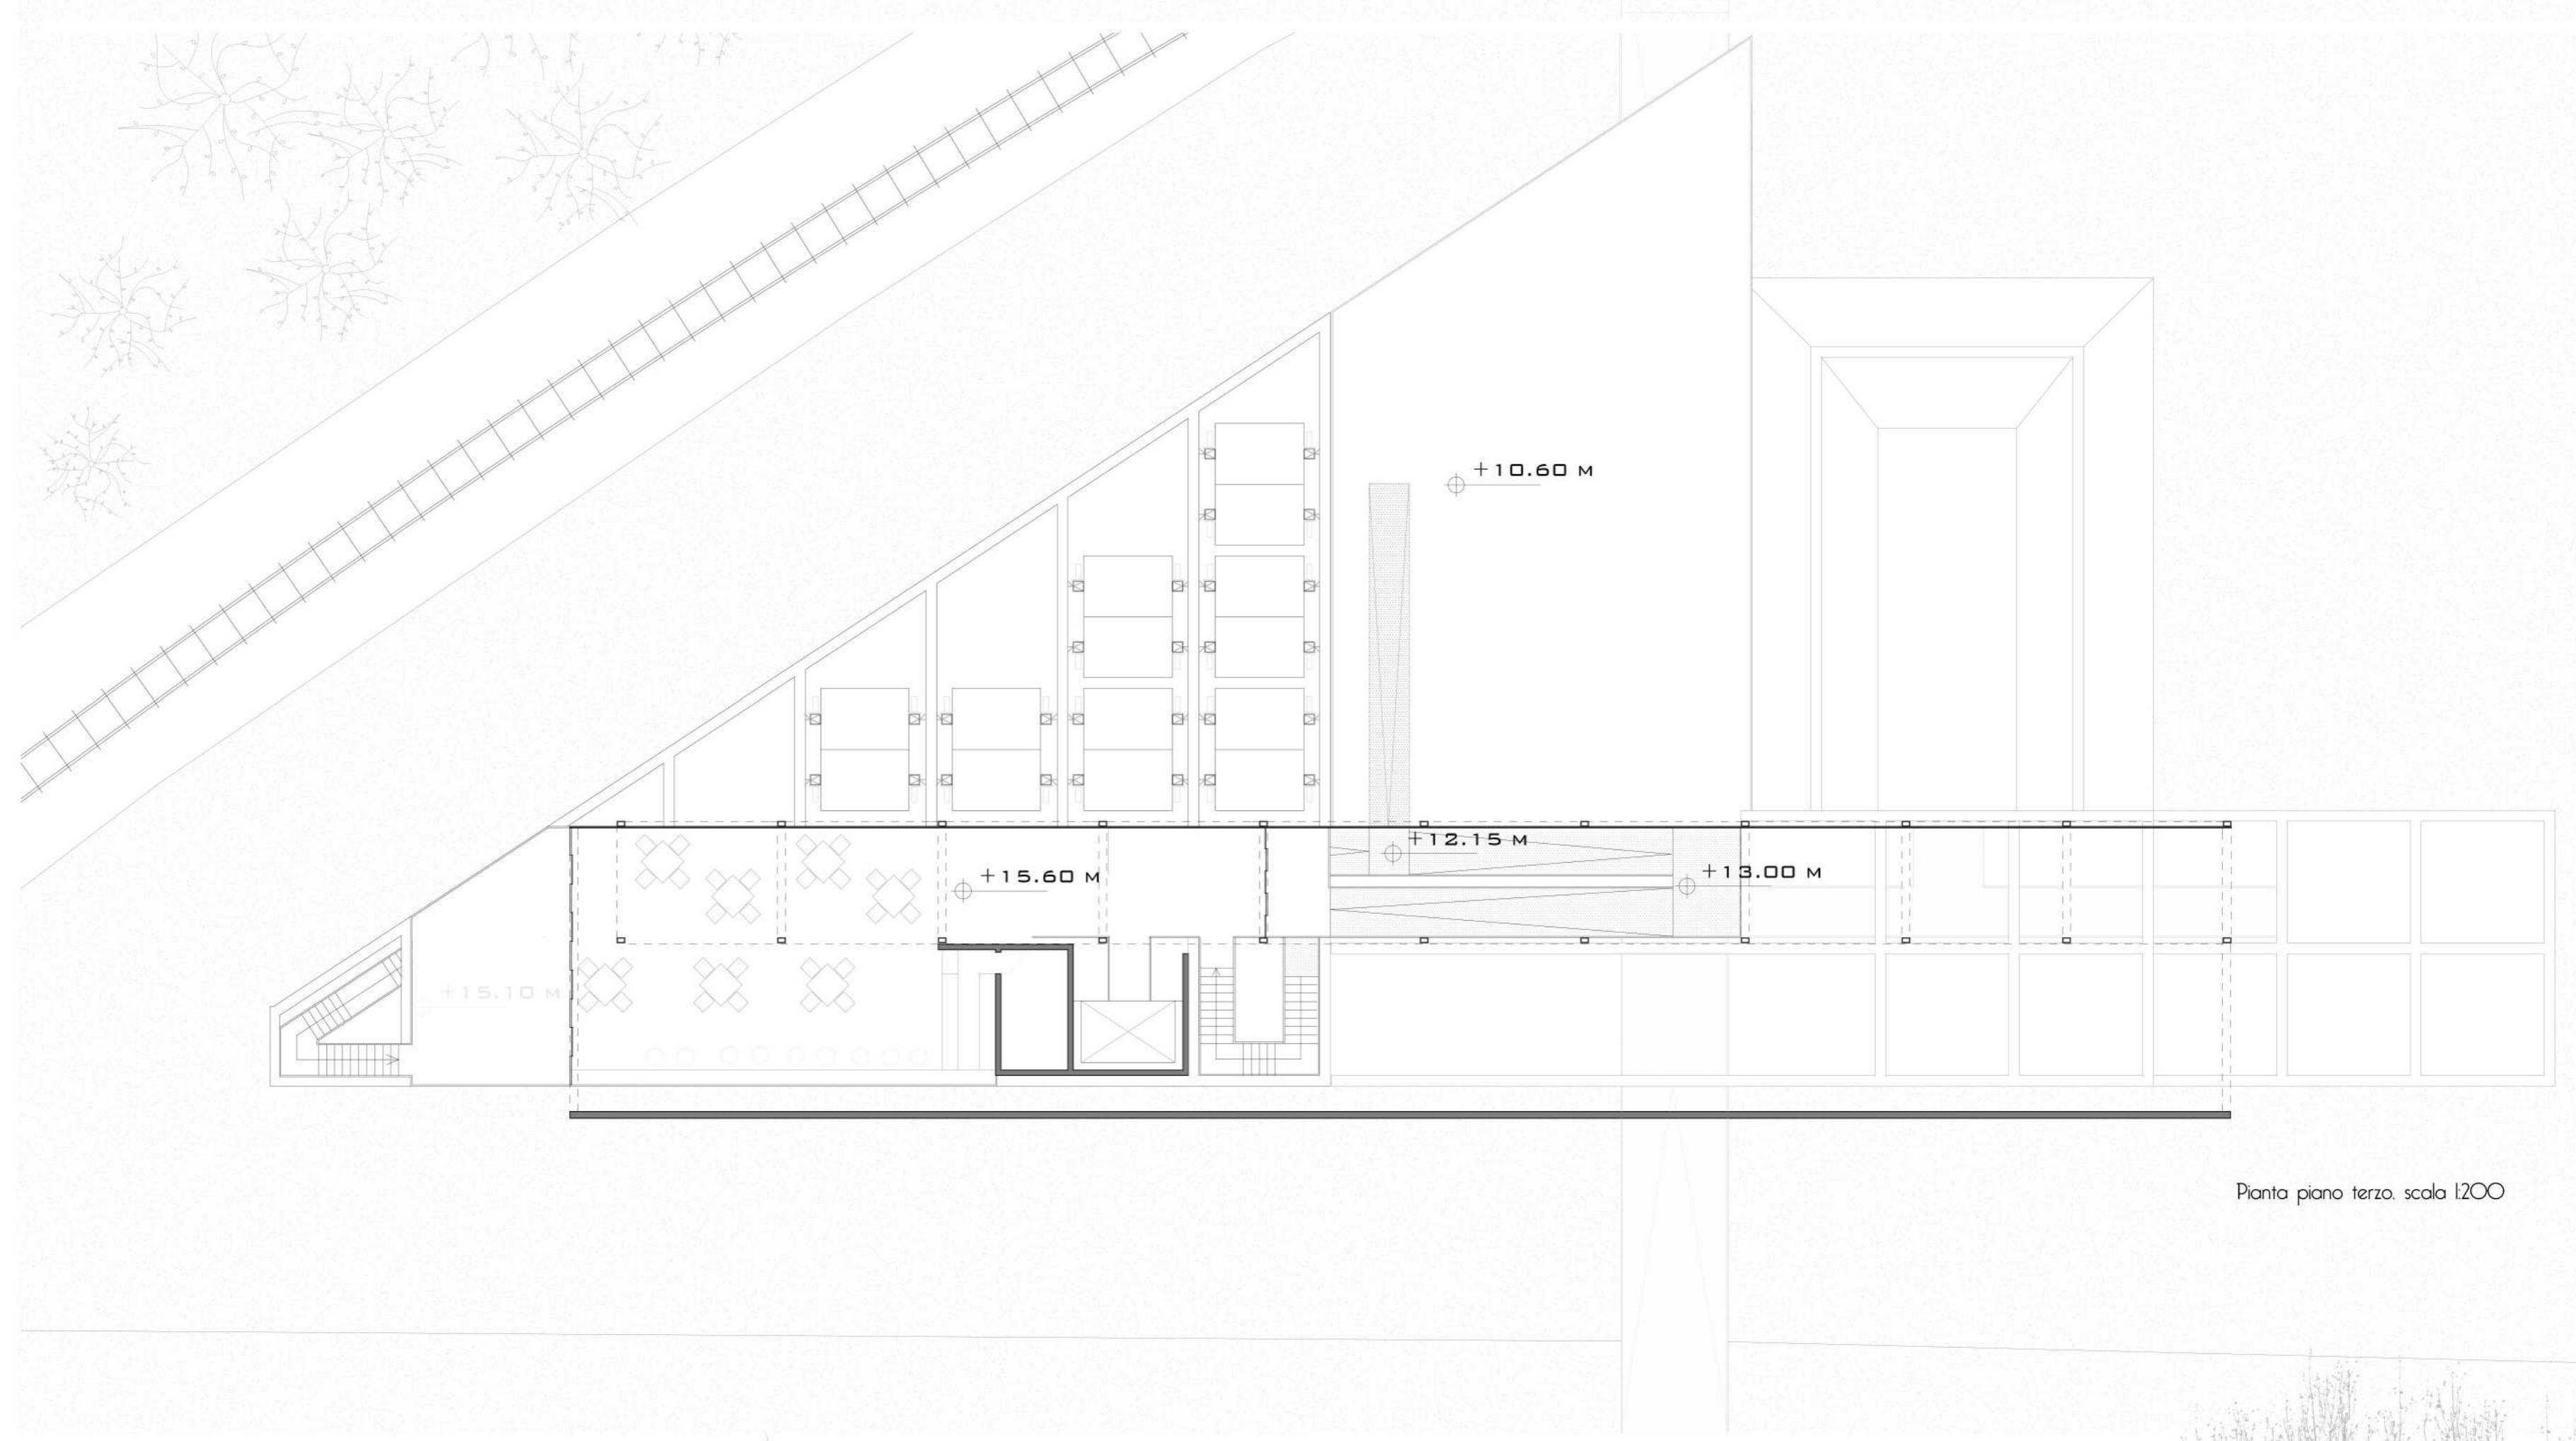 +10.60 M
+12.15 M
+13.00 M
+15.60 M
+15.10 M
Pianta piano terzo. scala 1:200